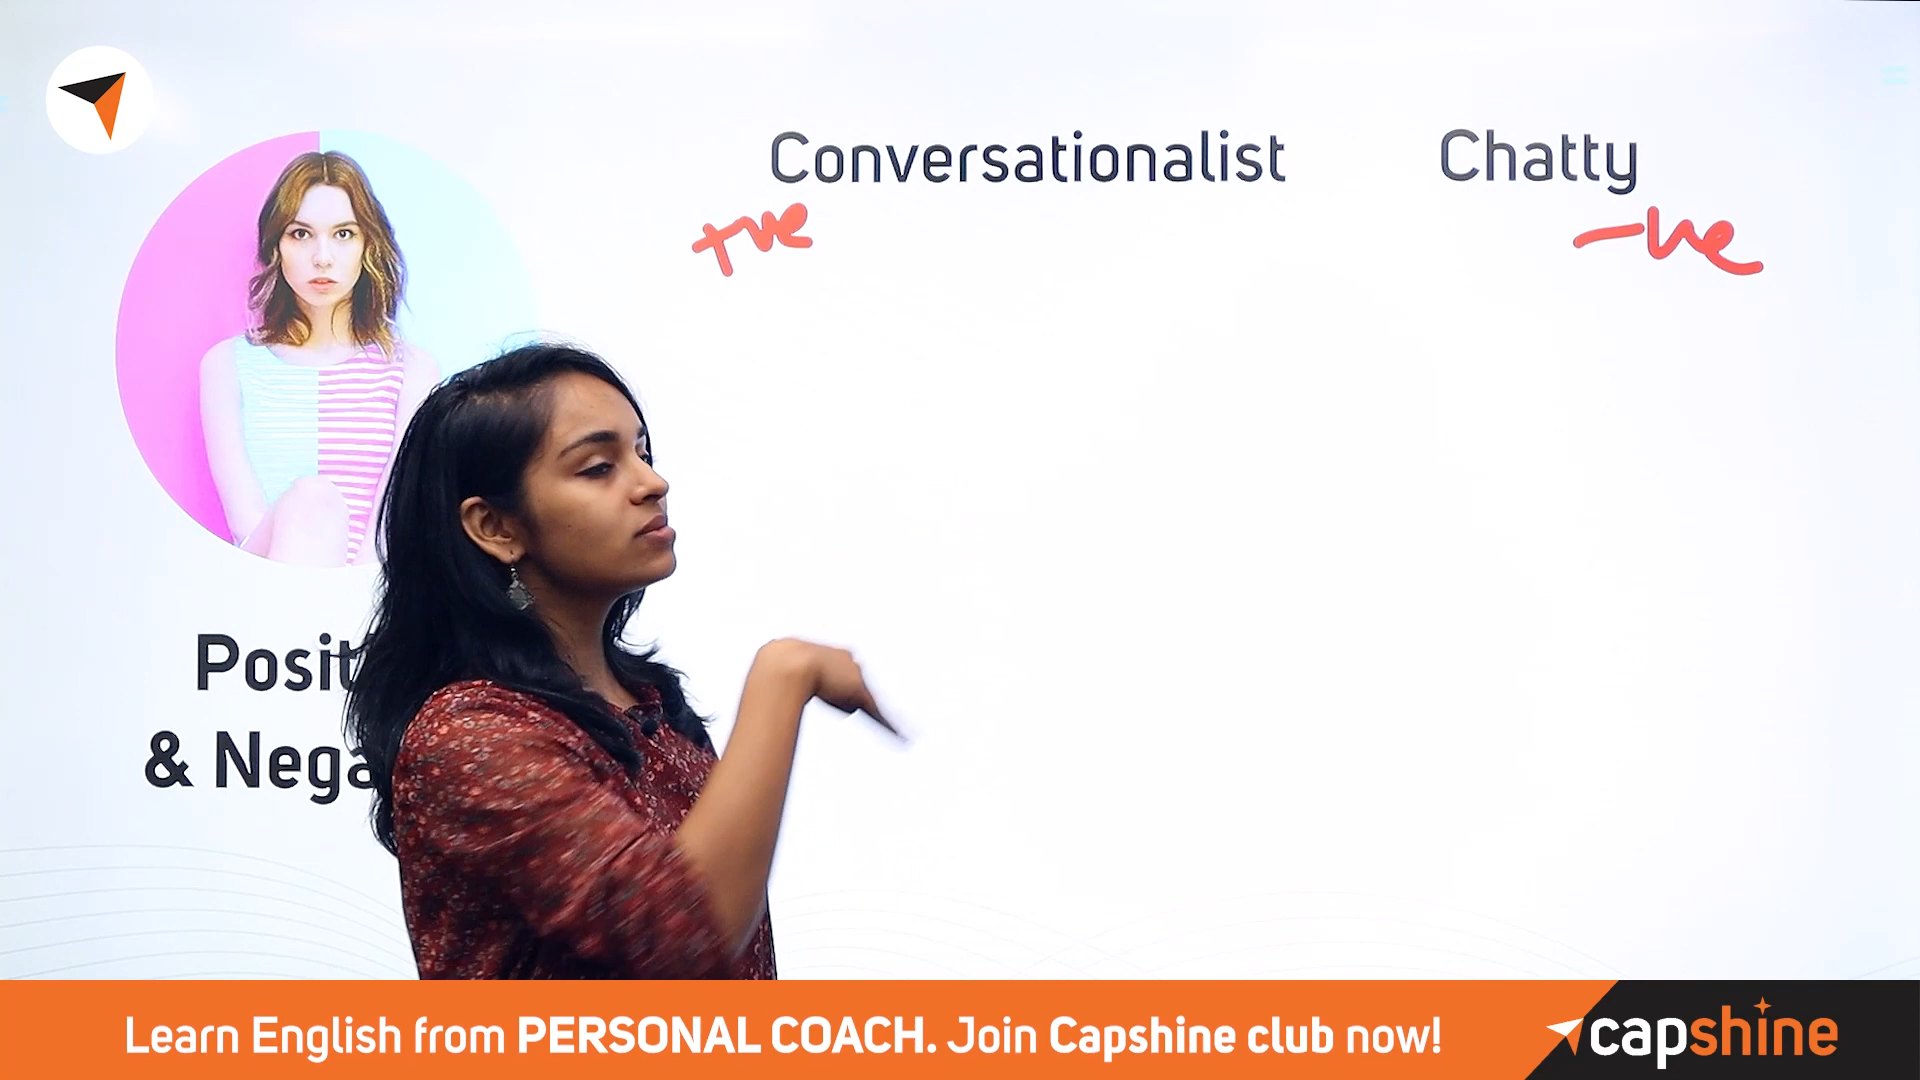 Conversationalist
Chatty
+ve
-ve
Posit
& Nega
Learn English from PERSONAL COACH. Join Capshine club now!
capshine